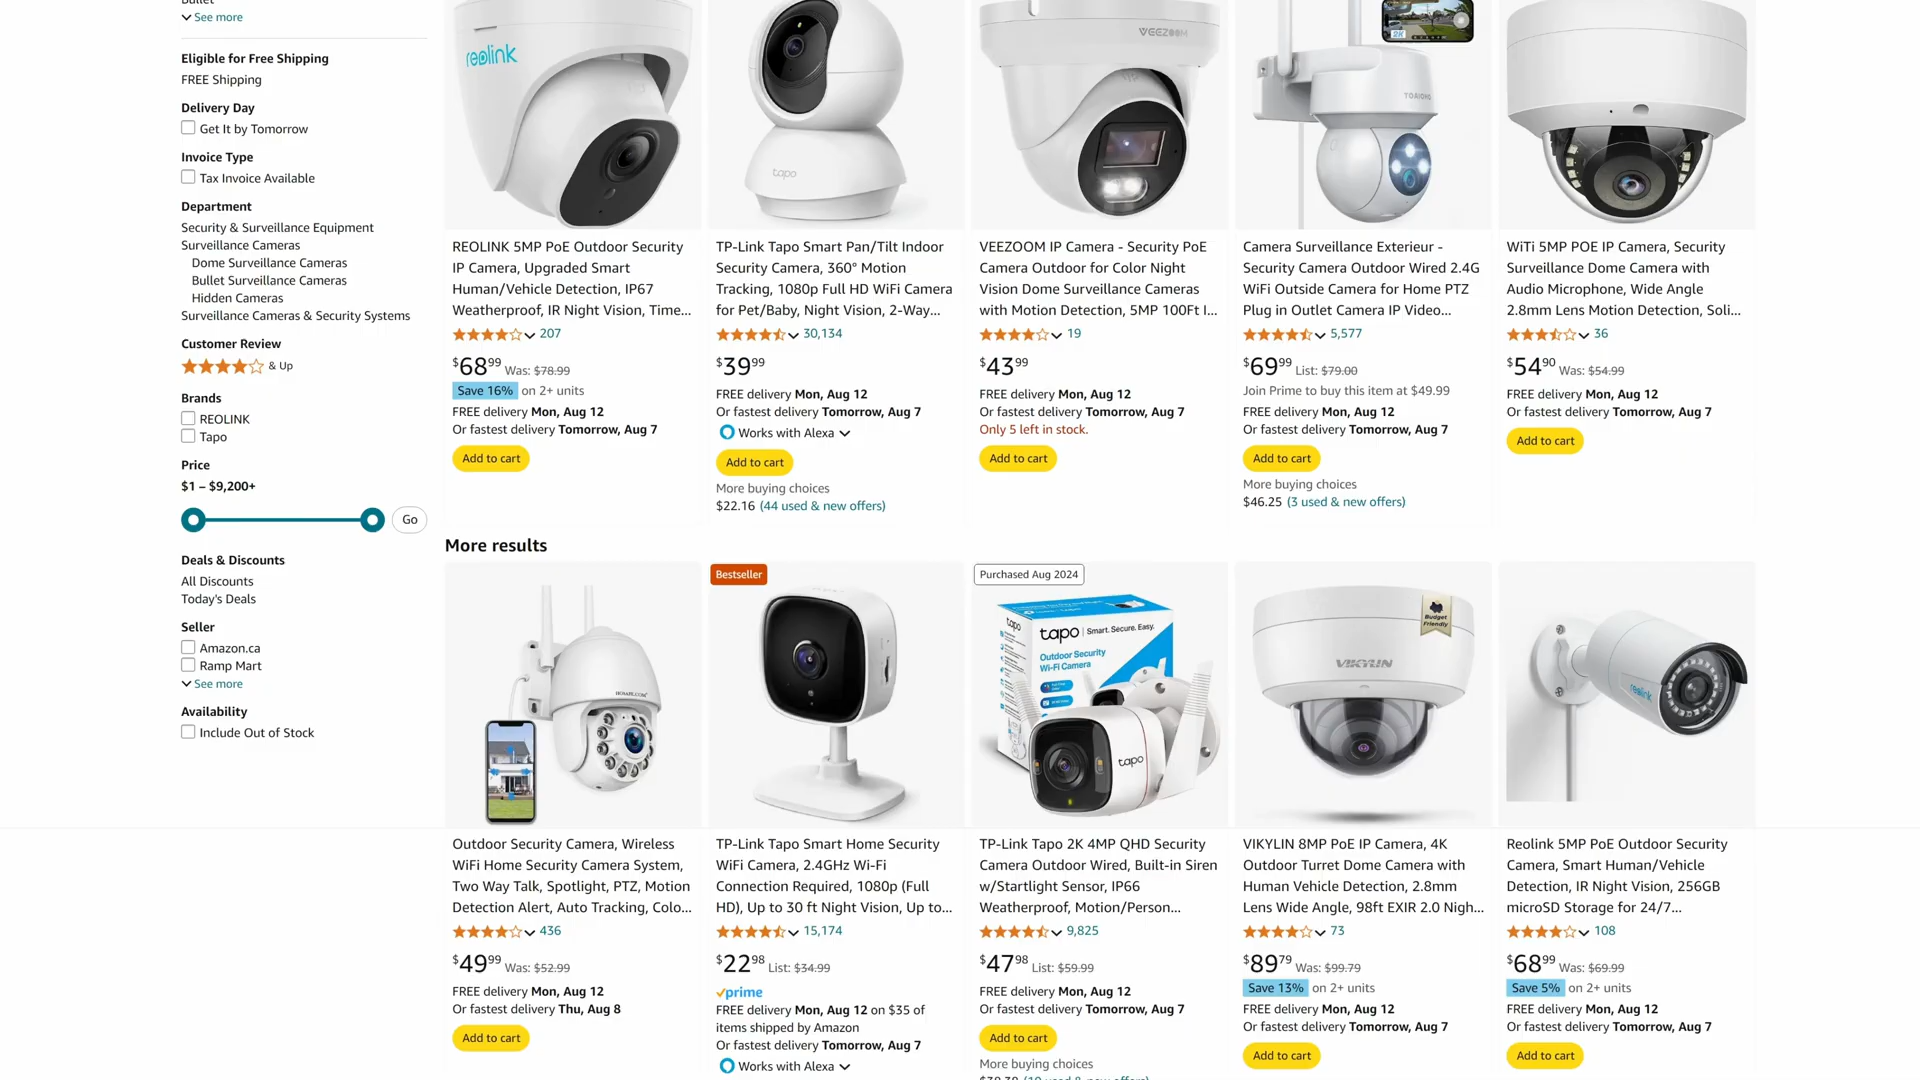 See more
Eligible for Free Shipping
FREE Shipping
Delivery Day
Get It by Tomorrow
Invoice Type
Tax Invoice Available
Department
Security & Surveillance Equipment
Surveillance Cameras
Dome Surveillance Cameras
Bullet Surveillance Cameras
Hidden Cameras
Surveillance Cameras & Security Systems
Customer Review
& Up
Brands
REOLINK
Tapo
Price
$1 – $9,200+
Go
Deals & Discounts
All Discounts
Today's Deals
Seller
Amazon.ca
Ramp Mart
See more
Availability
Include Out of Stock
reolink
REOLINK 5MP PoE Outdoor Security
IP Camera, Upgraded Smart
Human/Vehicle Detection, IP67
Weatherproof, IR Night Vision, Time...
207
$68 99 Was: $78.99
Save 16% on 2+ units
FREE delivery Mon, Aug 12
Or fastest delivery Tomorrow, Aug 7
Add to cart
tapo
TP-Link Tapo Smart Pan/Tilt Indoor
Security Camera, 360° Motion
Tracking, 1080p Full HD WiFi Camera
for Pet/Baby, Night Vision, 2-Way...
30,134
$39 99
FREE delivery Mon, Aug 12
Or fastest delivery Tomorrow, Aug 7
Works with Alexa
Add to cart
More buying choices
$22.16 (44 used & new offers)
VEEZOOM
VEEZOOM IP Camera - Security PoE
Camera Outdoor for Color Night
Vision Dome Surveillance Cameras
with Motion Detection, 5MP 100Ft I...
19
$43 99
FREE delivery Mon, Aug 12
Or fastest delivery Tomorrow, Aug 7
Only 5 left in stock.
Add to cart
2K
Camera Surveillance Exterieur -
Security Camera Outdoor Wired 2.4G
WiFi Outside Camera for Home PTZ
Plug in Outlet Camera IP Video...
5,577
$69 99 List: $79.00
Join Prime to buy this item at $49.99
FREE delivery Mon, Aug 12
Or fastest delivery Tomorrow, Aug 7
Add to cart
More buying choices
$46.25 (3 used & new offers)
WiTi 5MP POE IP Camera, Security
Surveillance Dome Camera with
Audio Microphone, Wide Angle
2.8mm Lens Motion Detection, Soli...
36
$54 90 Was: $54.99
FREE delivery Mon, Aug 12
Or fastest delivery Tomorrow, Aug 7
Add to cart
More results
Outdoor Security Camera, Wireless
WiFi Home Security Camera System,
Two Way Talk, Spotlight, PTZ, Motion
Detection Alert, Auto Tracking, Colo...
436
$49 99 Was: $52.99
FREE delivery Mon, Aug 12
Or fastest delivery Thu, Aug 8
Add to cart
Bestseller
TP-Link Tapo Smart Home Security
WiFi Camera, 2.4GHz Wi-Fi
Connection Required, 1080p (Full
HD), Up to 30 ft Night Vision, Up to...
15,174
$22 98 List: $34.99
prime
FREE delivery Mon, Aug 12 on $35 of
items shipped by Amazon
Or fastest delivery Tomorrow, Aug 7
Works with Alexa
Purchased Aug 2024
tapo
tapo | Smart. Secure. Easy.
Outdoor Security
Wi-Fi Camera
tapo
TP-Link Tapo 2K 4MP QHD Security
Camera Outdoor Wired, Built-in Siren
w/Startlight Sensor, IP66
Weatherproof, Motion/Person...
9,825
$47 98 List: $59.99
FREE delivery Mon, Aug 12
Or fastest delivery Tomorrow, Aug 7
Add to cart
More buying choices
Budget
Friendly
VIKYLIN
VIKYLIN 8MP PoE IP Camera, 4K
Outdoor Turret Dome Camera with
Human Vehicle Detection, 2.8mm
Lens Wide Angle, 98ft EXIR 2.0 Nigh...
73
$89 79 Was: $99.79
Save 13% on 2+ units
FREE delivery Mon, Aug 12
Or fastest delivery Tomorrow, Aug 7
Add to cart
reolink
Reolink 5MP PoE Outdoor Security
Camera, Smart Human/Vehicle
Detection, IR Night Vision, 256GB
microSD Storage for 24/7...
108
$68 99 Was: $69.99
Save 5% on 2+ units
FREE delivery Mon, Aug 12
Or fastest delivery Tomorrow, Aug 7
Add to cart